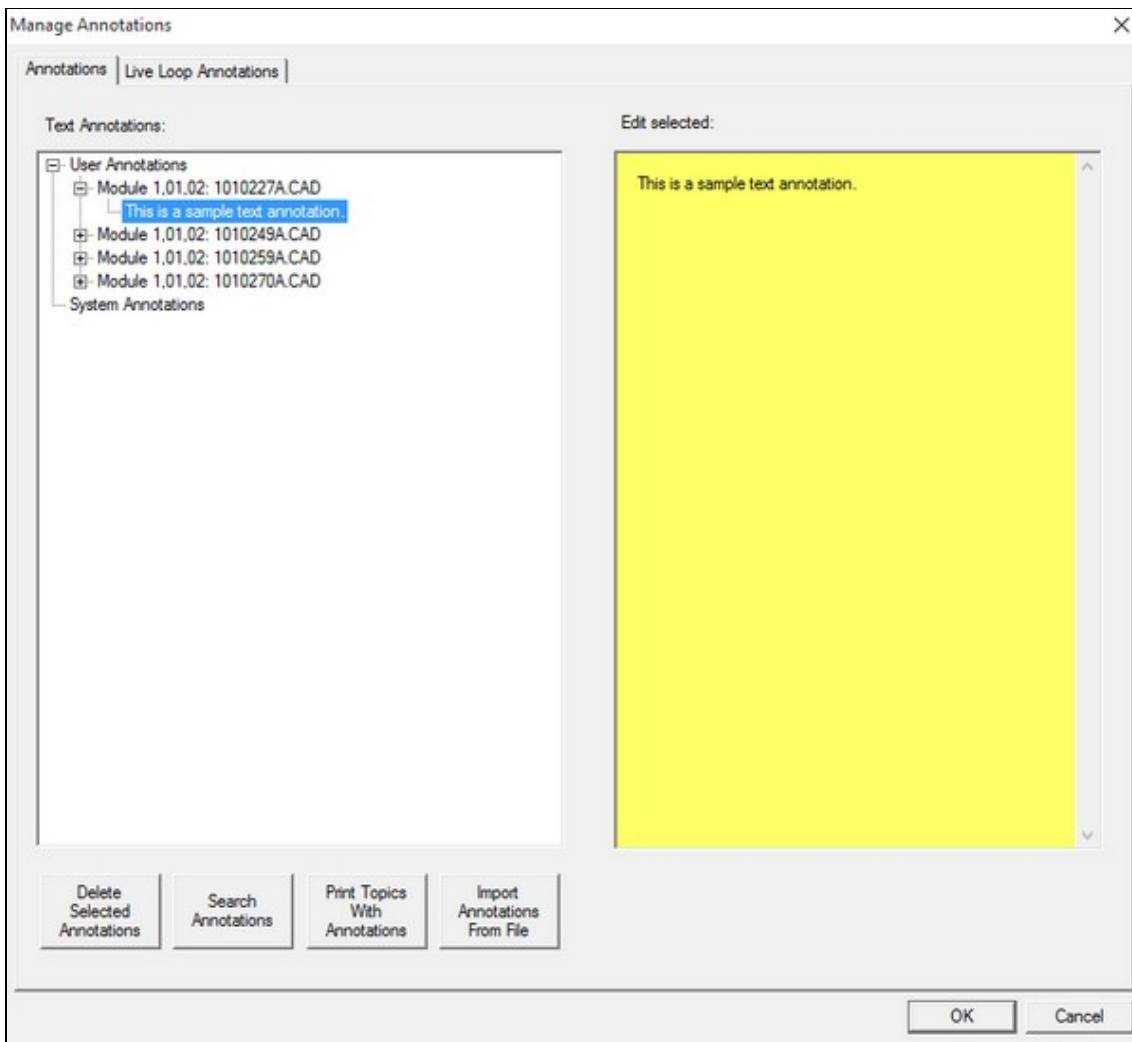 Manage Annotations
Annotations
Live Loop Annotations
Text Annotations:
User Annotations
Module 1,01,02: 1010227A.CAD
This is a sample text annotation.
Module 1,01,02: 1010249A.CAD
Module 1,01,02: 1010259A.CAD
Module 1,01,02: 1010270A.CAD
System Annotations
Edit selected:
This is a sample text annotation.
Delete
Selected
Annotations
Search
Annotations
Print Topics
With
Annotations
Import
Annotations
From File
OK
Cancel